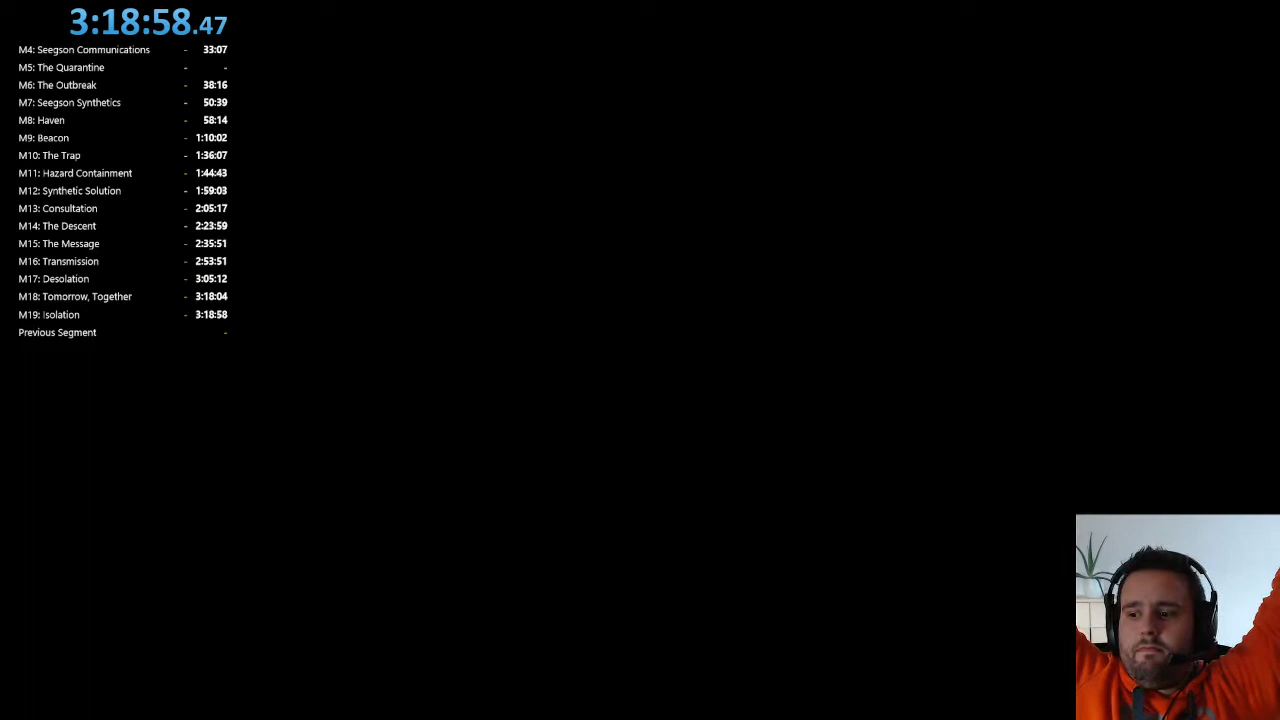 3:18:58.47
M4: Seegson Communications - 33:07
M5: The Quarantine - -
M6: The Outbreak - 38:16
M7: Seegson Synthetics - 50:39
M8: Haven - 58:14
M9: Beacon - 1:10:02
M10: The Trap - 1:36:07
M11: Hazard Containment - 1:44:43
M12: Synthetic Solution - 1:59:03
M13: Consultation - 2:05:17
M14: The Descent - 2:23:59
M15: The Message - 2:35:51
M16: Transmission - 2:53:51
M17: Desolation - 3:05:12
M18: Tomorrow, Together - 3:18:04
M19: Isolation - 3:18:58
Previous Segment -